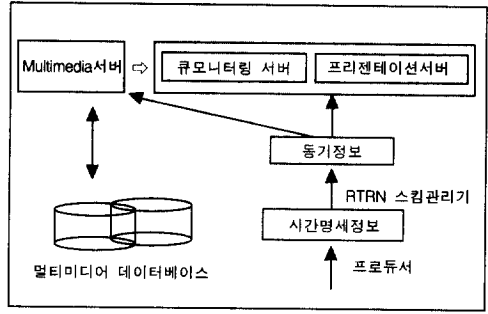 Multimedia서버
큐모니터링 서버
프리젠테이션서버
동기정보
RTRN 스킴관리기
시간명세정보
프로듀서
멀티미디어 데이터베이스